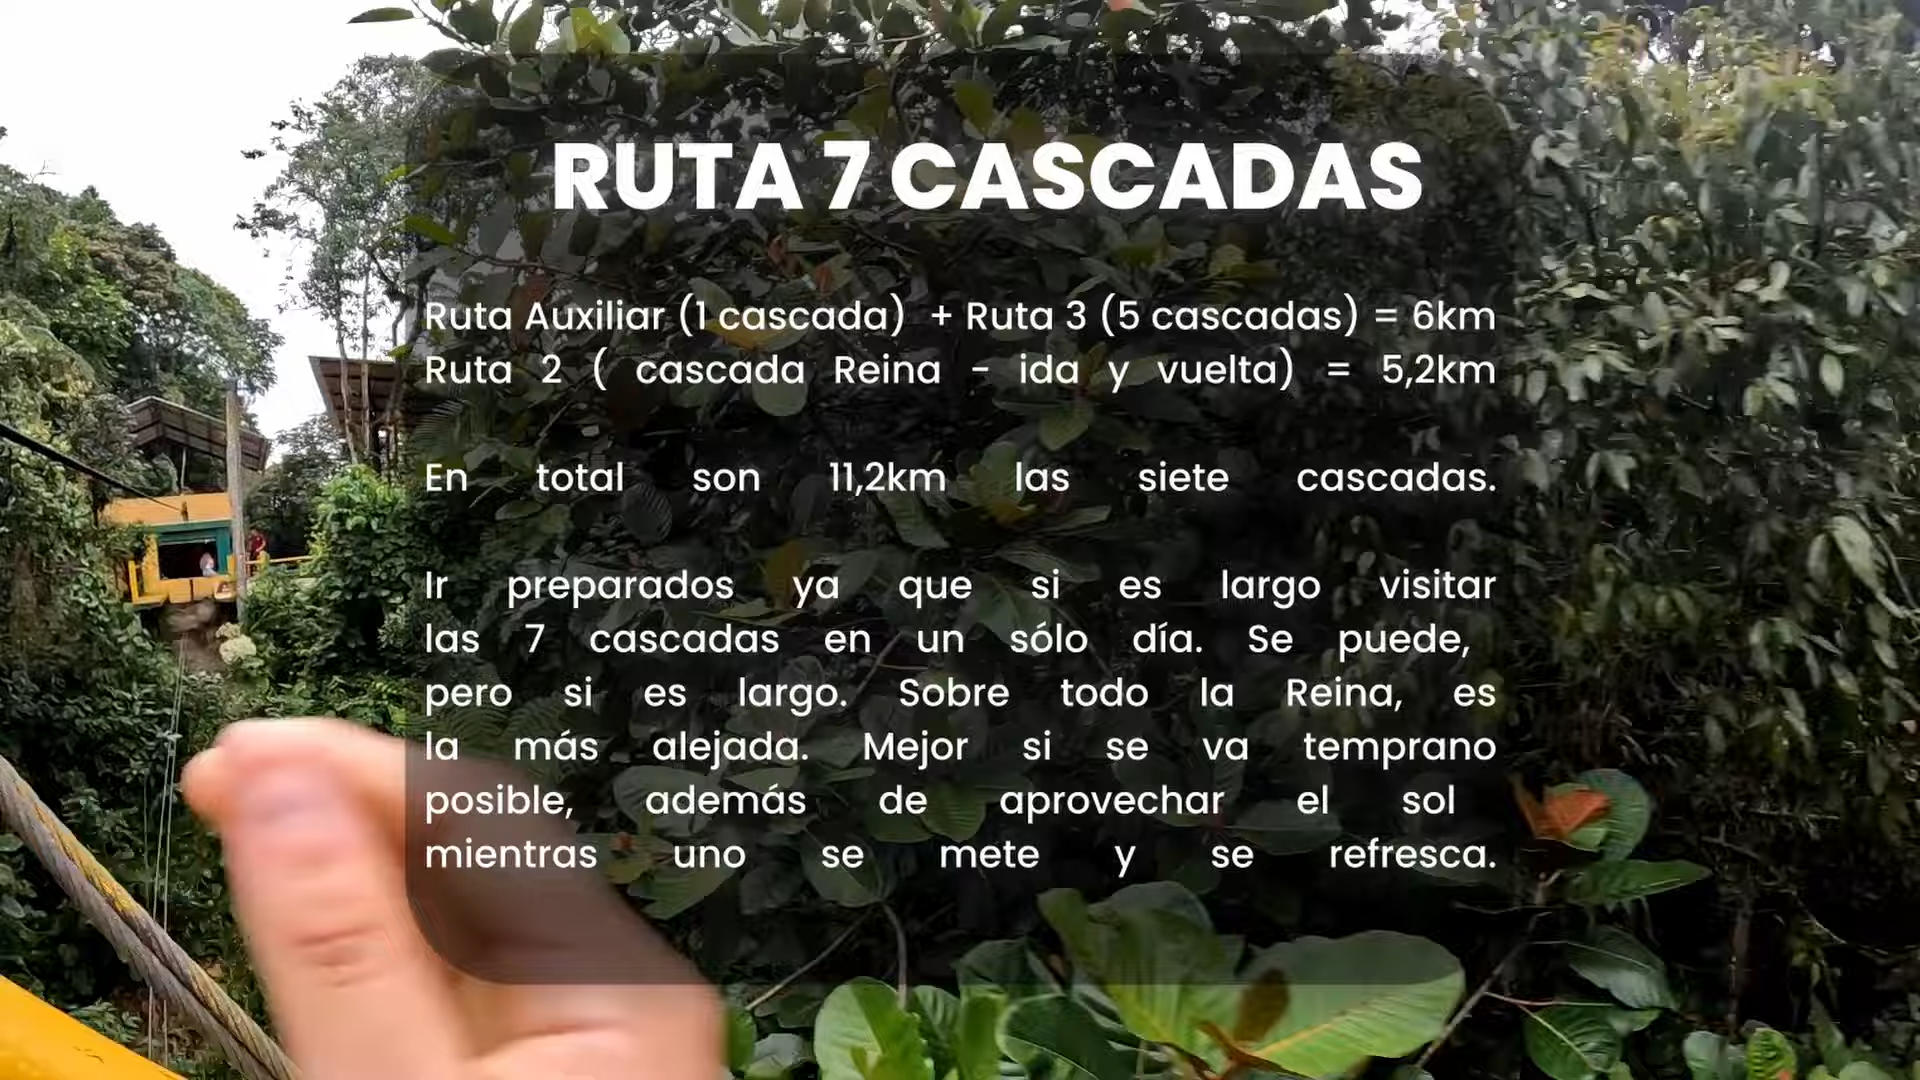 RUTA 7 CASCADAS
Ruta Auxiliar (1 cascada) + Ruta 3 (5 cascadas) = 6km
Ruta 2 ( cascada Reina - ida y vuelta) = 5,2km
En total son 11,2km las siete cascadas.
Ir preparados ya que si es largo visitar
las 7 cascadas en un sólo día. Se puede,
pero si es largo. Sobre todo la Reina, es
la más alejada. Mejor si se va temprano
posible, además de aprovechar el sol
mientras uno se mete y se refresca.